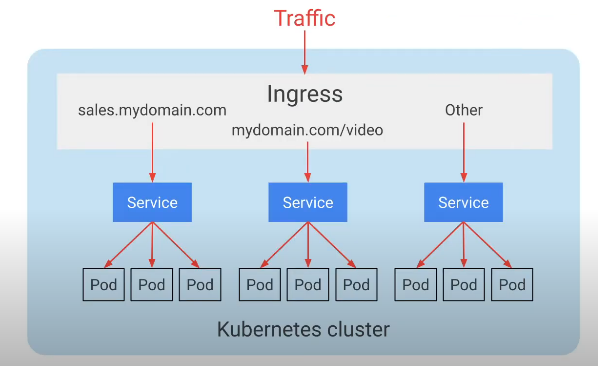 Traffic
Ingress
sales.mydomain.com
mydomain.com/video
Other
Service
Service
Service
Pod
Pod
Pod
Pod
Pod
Pod
Pod
Pod
Pod
Kubernetes cluster